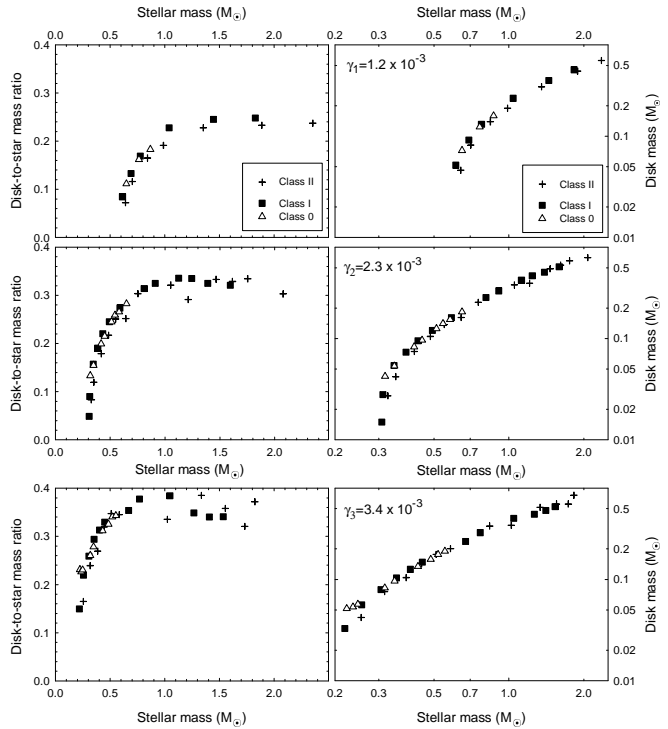 Stellar mass (M⊙)
Stellar mass (M⊙)
0.0 0.5 1.0 1.5 2.0
0.2 0.3 0.5 0.7 1.0 2.0
Disk-to-star mass ratio
0.4
0.3
0.2
0.1
0.0
Class II
Class I
Class 0
γ1=1.2 x 10-3
Class II
Class I
Class 0
0.5
0.2
0.1
0.05
0.02
0.01
Disk mass (M⊙)
Disk-to-star mass ratio
0.4
0.3
0.2
0.1
0.0
0.0 0.5 1.0 1.5 2.0
Stellar mass (M⊙)
γ2=2.3 x 10-3
0.5
0.2
0.1
0.05
0.02
0.01
Disk mass (M⊙)
0.2 0.3 0.5 0.7 1.0 2.0
Stellar mass (M⊙)
Disk-to-star mass ratio
0.4
0.3
0.2
0.1
0.0
0.0 0.5 1.0 1.5 2.0
Stellar mass (M⊙)
γ3=3.4 x 10-3
0.5
0.2
0.1
0.05
0.02
0.01
Disk mass (M⊙)
0.2 0.3 0.5 0.7 1.0 2.0
Stellar mass (M⊙)